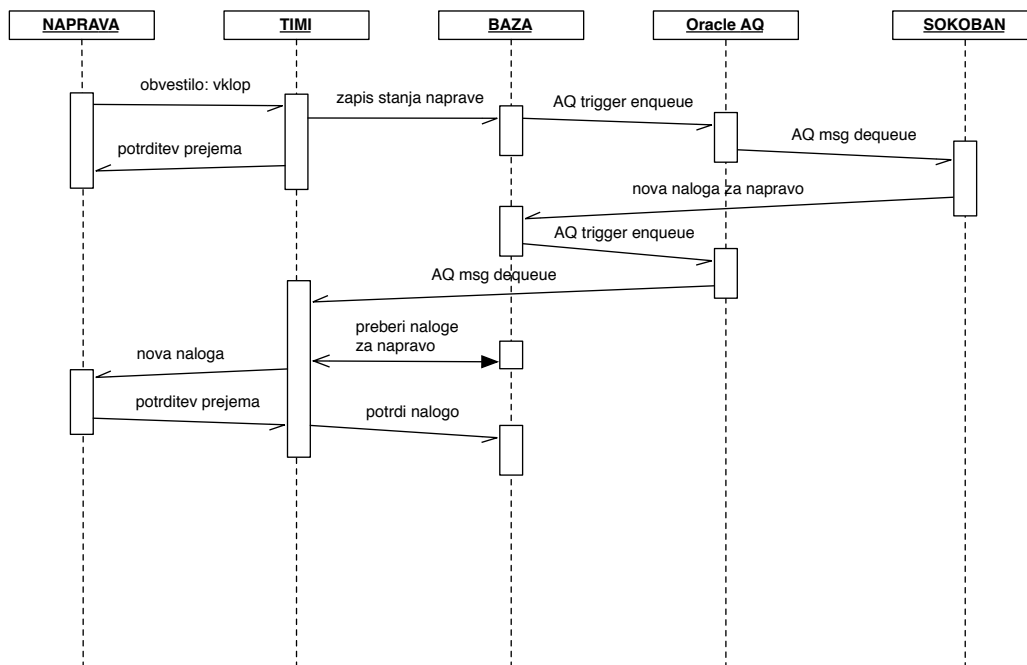 NAPRAVA
TIMI
BAZA
Oracle AQ
SOKOBAN
obvestilo: vklop
zapis stanja naprave
AQ trigger enqueue
AQ msg dequeue
potrditev prejema
nova naloga za napravo
AQ trigger enqueue
AQ msg dequeue
preberi naloge
za napravo
nova naloga
potrditev prejema
potrdi nalogo